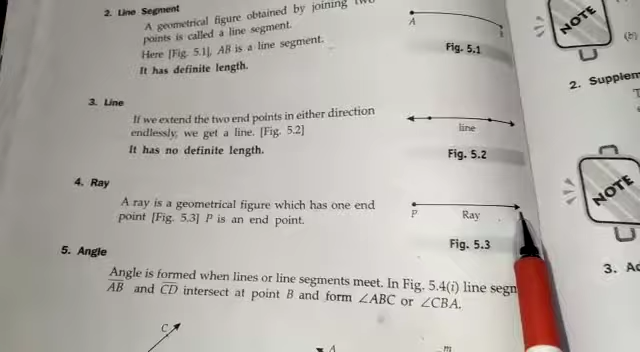 2. Line Segment
A geometrical figure obtained by joining two
points is called a line segment.
Here [Fig. 5.1], AB is a line segment.
It has definite length.
A
Fig. 5.1
3. Line
If we extend the two end points in either direction
endlessly, we get a line. [Fig. 5.2]
It has no definite length.
line
Fig. 5.2
4. Ray
A ray is a geometrical figure which has one end
point [Fig. 5.3] P is an end point.
P Ray
Fig. 5.3
5. Angle
Angle is formed when lines or line segments meet. In Fig. 5.4(i) line segn
AB and CD intersect at point B and form ∠ABC or ∠CBA.
C
A
m
NOTE
(b)
2. Supplem
NOTE
3. Ad